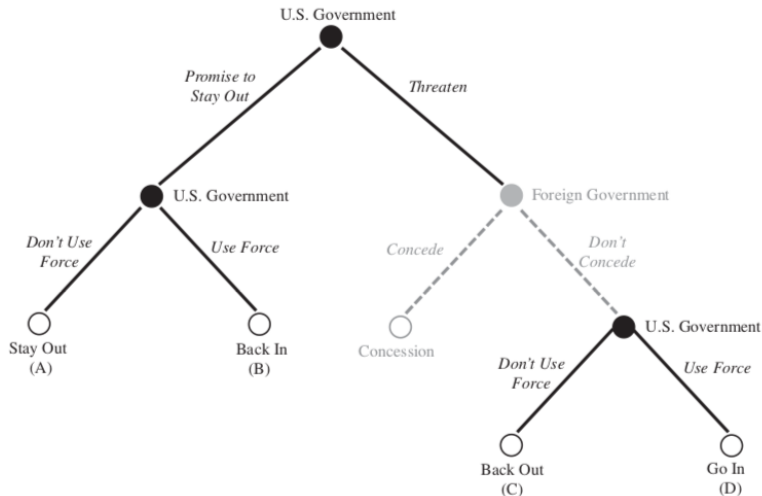 U.S. Government
Promise to
Stay Out
Threaten
U.S. Government
Foreign Government
Don't Use
Force
Use Force
Concede
Don't
Concede
Stay Out
(A)
Back In
(B)
Concession
U.S. Government
Don't Use
Force
Use Force
Back Out
(C)
Go In
(D)